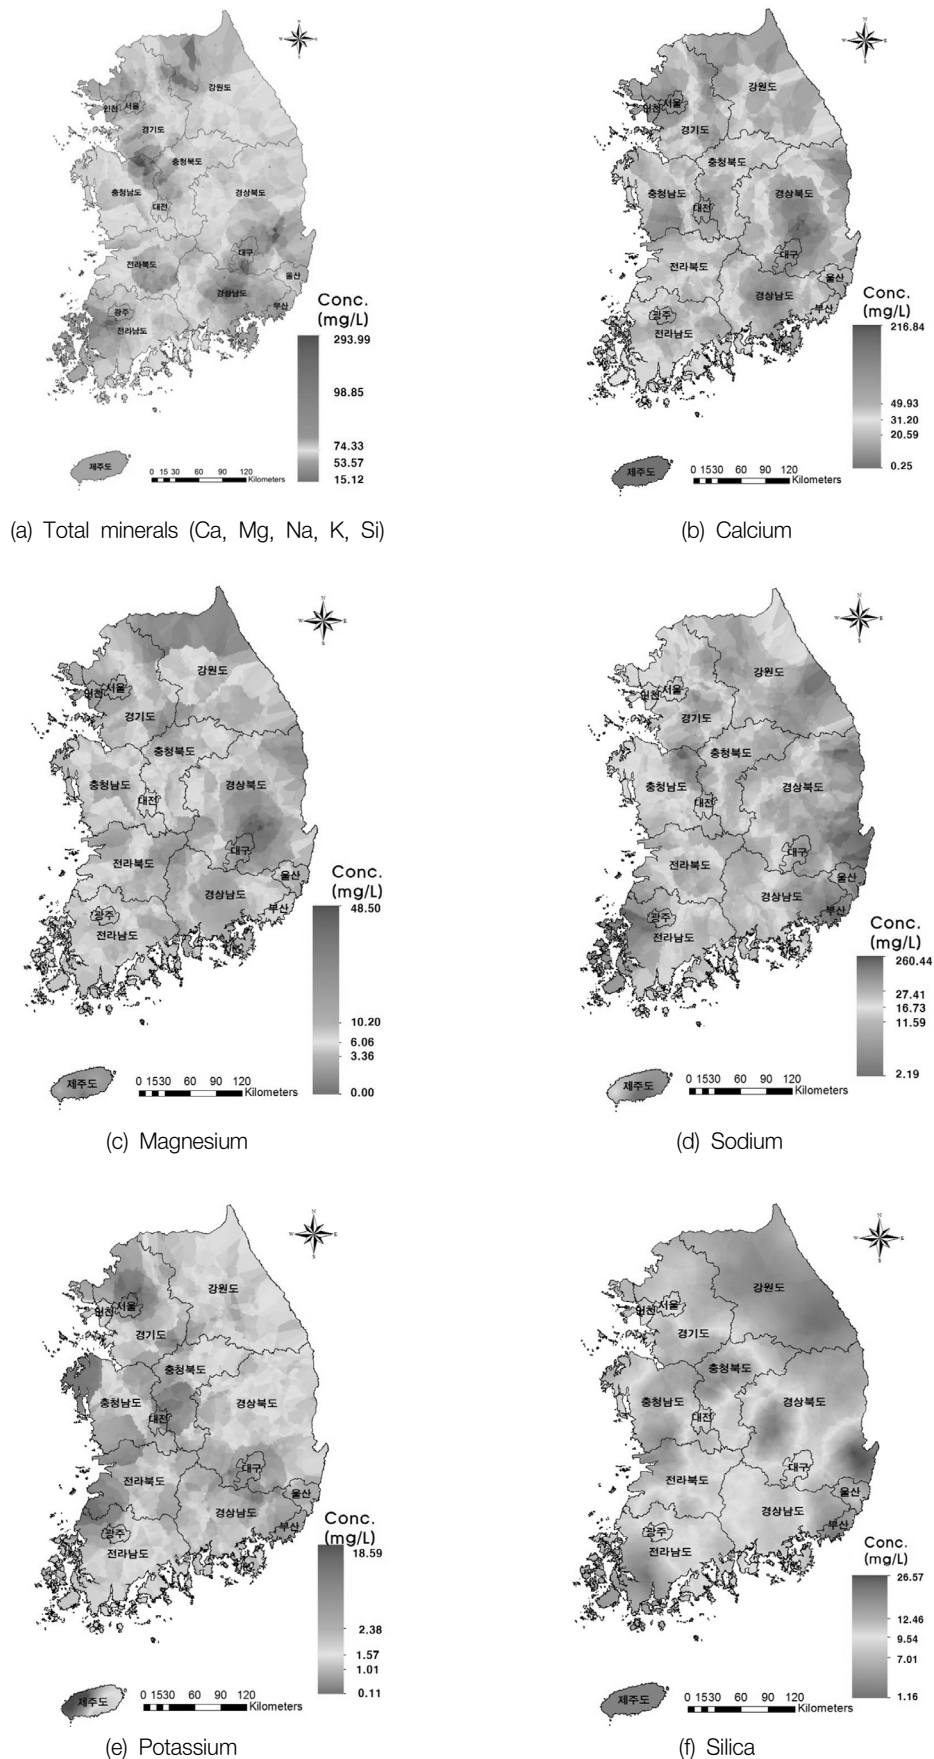 N
W E
S
강원도
인천 서울
경기도
충청북도
충청남도
경상북도
대전
전라북도
대구
울산
경상남도
부산
광주
전라남도
제주도
Conc.
(mg/L)
293.99
98.85
74.33
53.57
15.12
0 15 30 60 90 120
Kilometers
(a) Total minerals (Ca, Mg, Na, K, Si)
N
W E
S
강원도
인천 서울
경기도
충청북도
충청남도
경상북도
대전
전라북도
대구
울산
경상남도
부산
광주
전라남도
제주도
Conc.
(mg/L)
216.84
49.93
31.20
20.59
0.25
0 1530 60 90 120
Kilometers
(b) Calcium
N
W E
S
강원도
인천 서울
경기도
충청북도
충청남도
경상북도
대전
전라북도
대구
울산
경상남도
부산
광주
전라남도
제주도
Conc.
(mg/L)
48.50
10.20
6.06
3.36
0.00
0 1530 60 90 120
Kilometers
(c) Magnesium
N
W E
S
강원도
인천 서울
경기도
충청북도
충청남도
경상북도
대전
전라북도
대구
울산
경상남도
부산
광주
전라남도
제주도
Conc.
(mg/L)
260.44
27.41
16.73
11.59
2.19
0 1530 60 90 120
Kilometers
(d) Sodium
N
W E
S
강원도
인천 서울
경기도
충청북도
충청남도
경상북도
대전
전라북도
대구
울산
경상남도
부산
광주
전라남도
제주도
Conc.
(mg/L)
18.59
2.38
1.57
1.01
0.11
0 1530 60 90 120
Kilometers
(e) Potassium
N
W E
S
강원도
인천 서울
경기도
충청북도
충청남도
경상북도
대전
전라북도
대구
울산
경상남도
부산
광주
전라남도
제주도
Conc.
(mg/L)
26.57
12.46
9.54
7.01
1.16
0 1530 60 90 120
Kilometers
(f) Silica